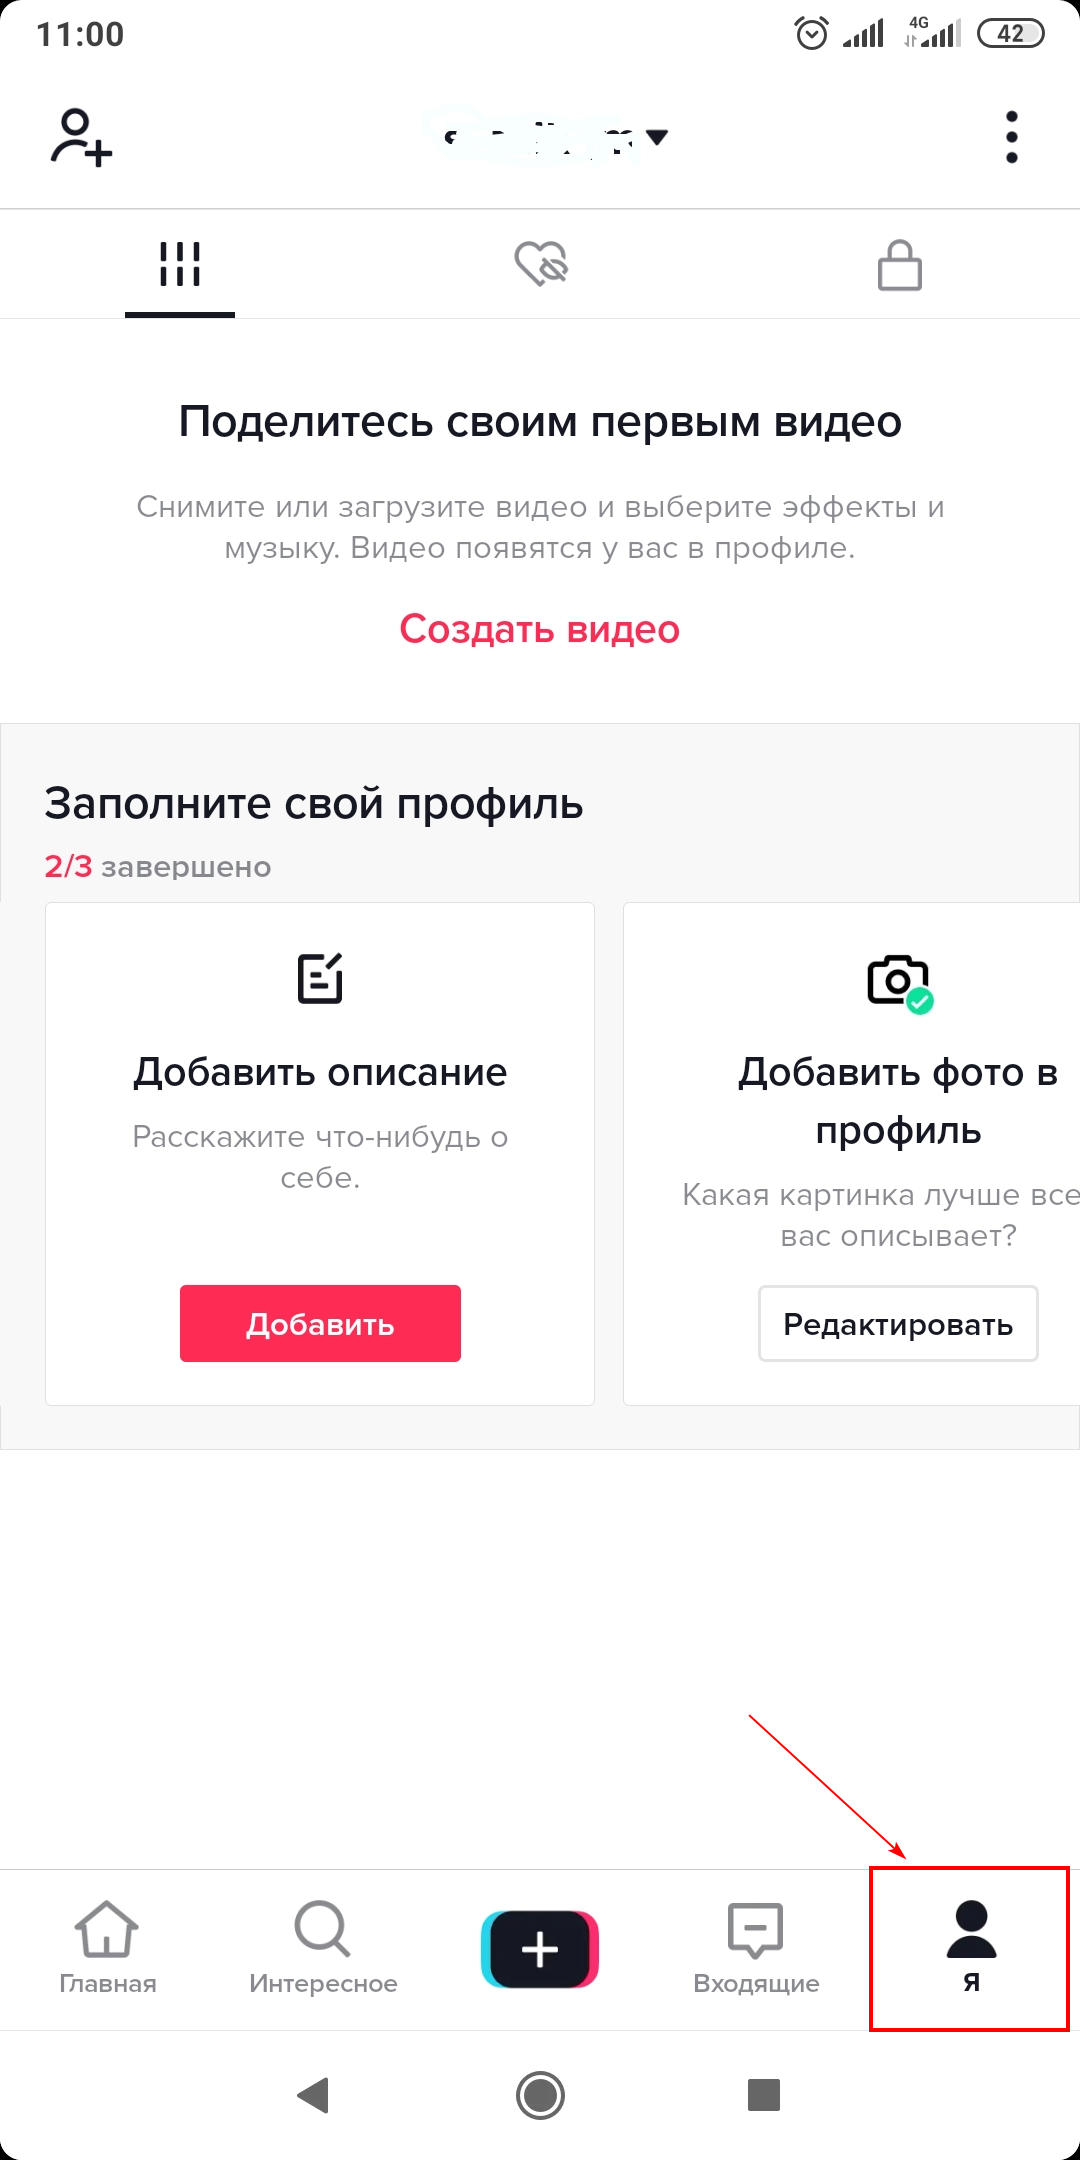 11:00
4G
42
Поделитесь своим первым видео
Снимите или загрузите видео и выберите эффекты и
музыку. Видео появятся у вас в профиле.
Создать видео
Заполните свой профиль
2/3 завершено
Добавить описание
Расскажите что-нибудь о
себе.
Добавить
Добавить фото в
профиль
Какая картинка лучше все
вас описывает?
Редактировать
Главная
Интересное
Входящие
Я